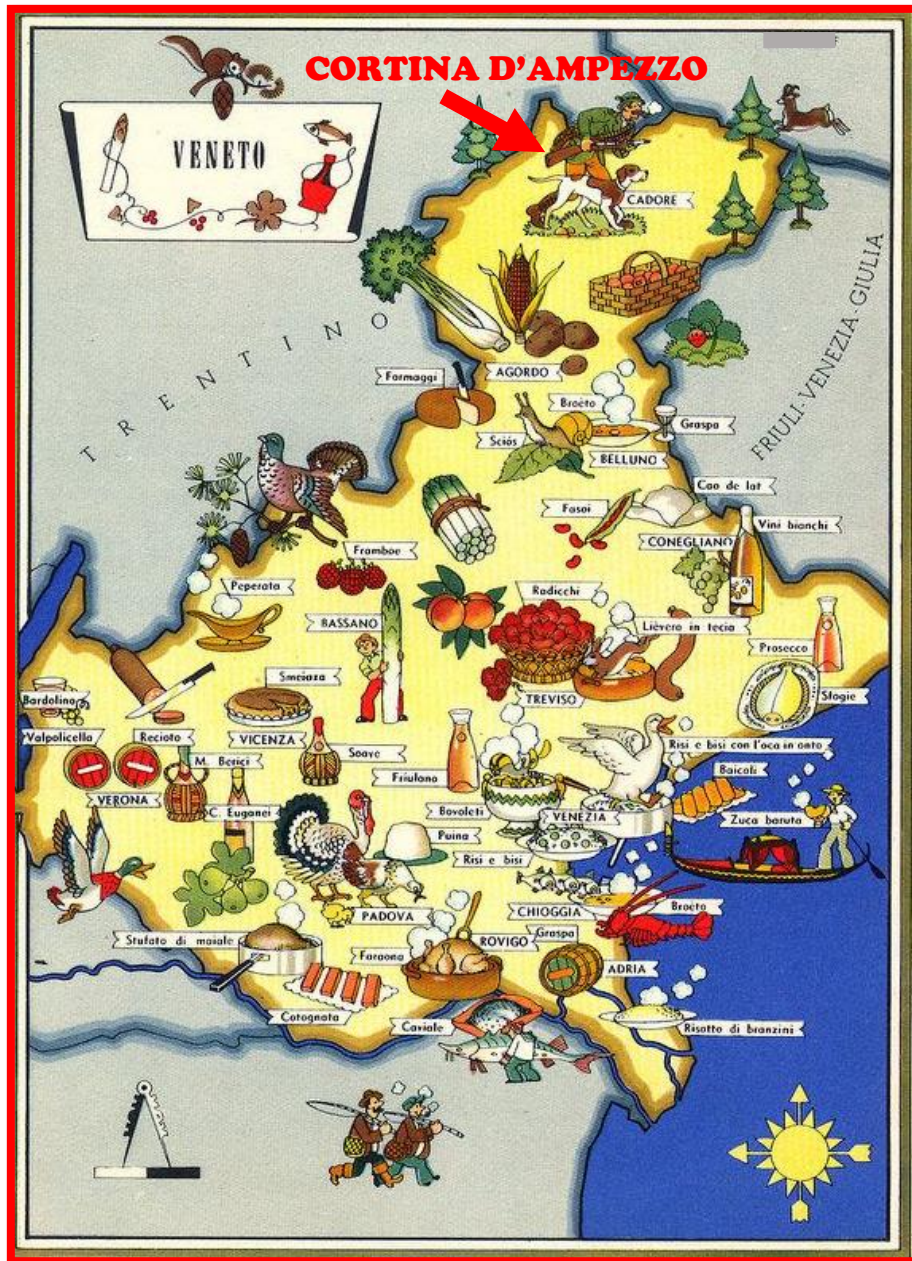 CORTINA D'AMPEZZO
VENETO
CADORE
TRENTINO
FRIULI-VENEZIA-GIULIA
AGORDO
Formaggi
Broèto
Graspa
Sciós
BELLUNO
Cao de lat
Fasoi
Vini bianchi
CONEGLIANO
Framboe
Peperata
Radicchi
BASSANO
Lièvero in tecia
Prosecco
Smeiaza
Bardolino
TREVISO
Sfogie
Valpolicella
Recioto
VICENZA
Soave
Risi e bisi con l'oca in onto
M. Berici
Friulano
Baicoli
VERONA
C. Euganei
Bovoleti
VENEZIA
Zuca baruta
Puina
Risi e bisi
PADOVA
CHIOGGIA
Broèto
Stufato di maiale
Graspa
ROVIGO
Faraona
ADRIA
Cotognata
Caviale
Risotto di branzini